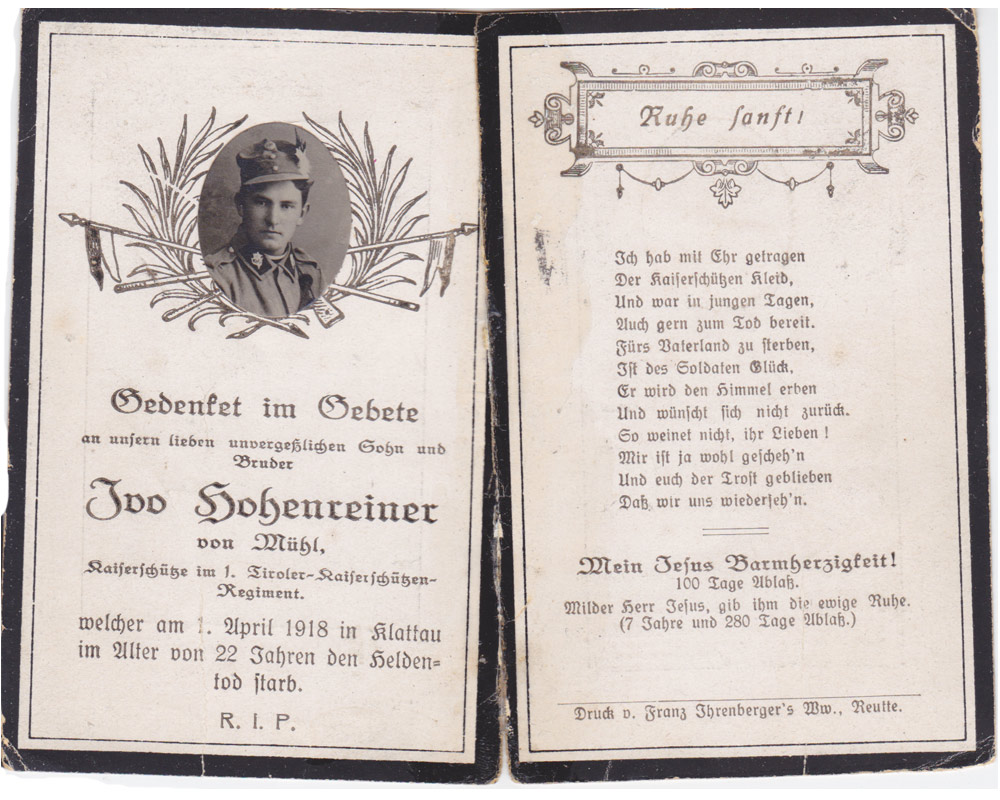 Gedenket im Gebete
an unsern lieben unvergeßlichen Sohn und
Bruder
Ivo Hohenreiner
von Mühl,
Kaiserschütze im 1. Tiroler-Kaiserschützen-
Regiment.
welcher am 1. April 1918 in Klattau
im Alter von 22 Jahren den Helden-
tod starb.
R. I. P.
Ruhe sanft!
Ich hab mit Ehr getragen
Der Kaiserschützen Kleid,
Und war in jungen Tagen,
Auch gern zum Tod bereit.
Fürs Vaterland zu sterben,
Ist des Soldaten Glück,
Er wird den Himmel erben
Und wünscht sich nicht zurück.
So weinet nicht, ihr Lieben!
Mir ist ja wohl gescheh'n
Und euch der Trost geblieben
Daß wir uns wiederseh'n.
Mein Jesus Barmherzigkeit!
100 Tage Ablaß.
Milder Herr Jesus, gib ihm die ewige Ruhe.
(7 Jahre und 280 Tage Ablaß.)
Druck v. Franz Ihrenberger's Ww., Reutte.